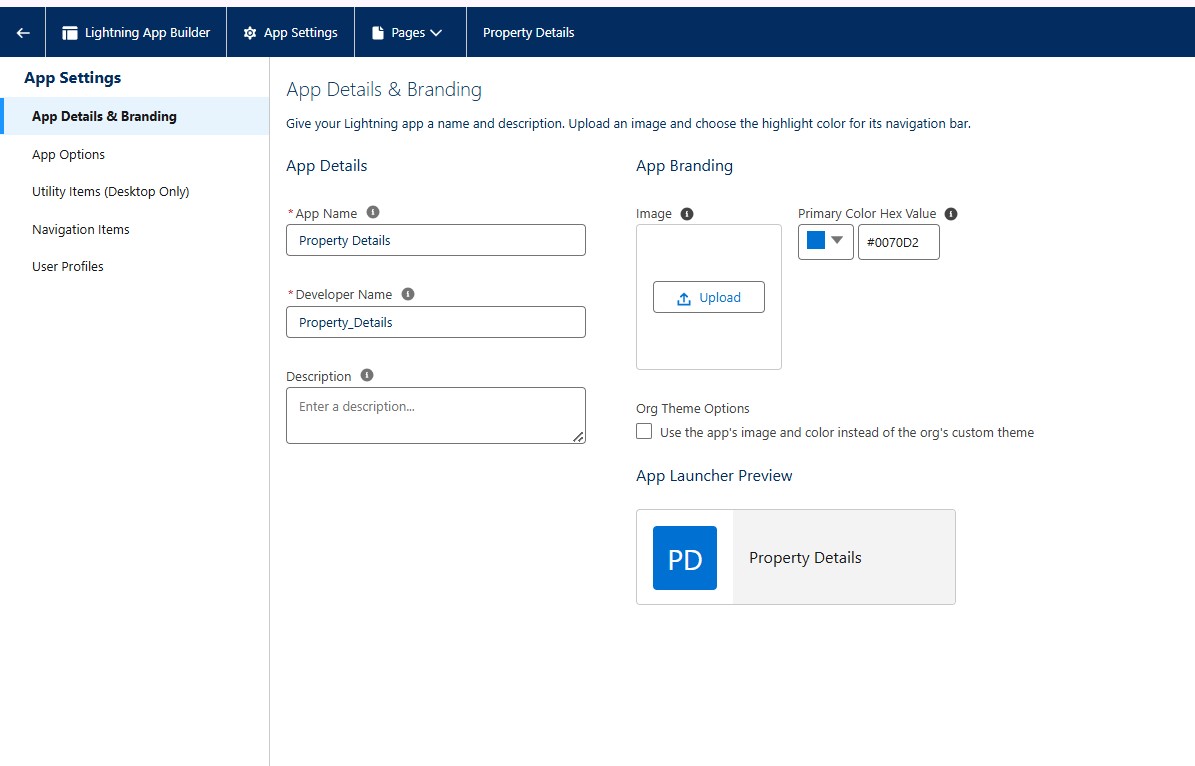 Lightning App Builder
App Settings
Pages
Property Details
App Settings
App Details & Branding
App Options
Utility Items (Desktop Only)
Navigation Items
User Profiles
App Details & Branding
Give your Lightning app a name and description. Upload an image and choose the highlight color for its navigation bar.
App Details
*App Name
Property Details
*Developer Name
Property_Details
Description
Enter a description...
App Branding
Image
Upload
Primary Color Hex Value
#0070D2
Org Theme Options
Use the app's image and color instead of the org's custom theme
App Launcher Preview
PD
Property Details